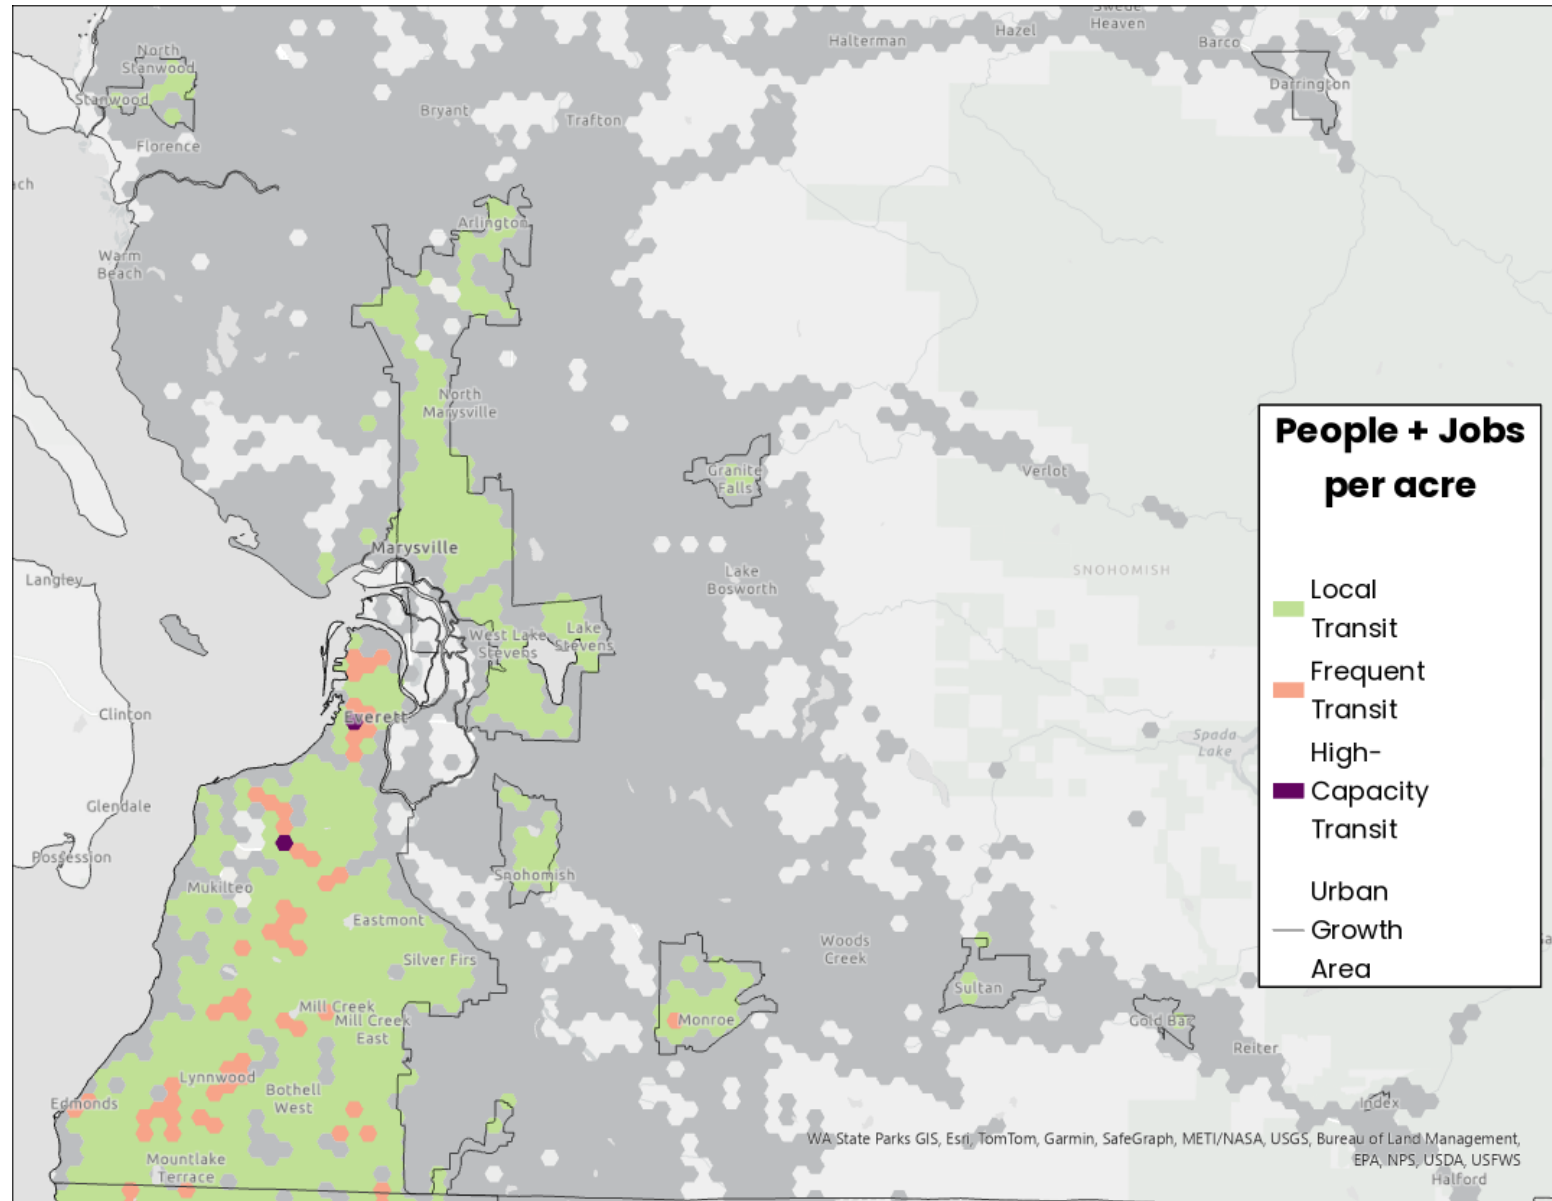 Swede
Heaven
Hazel
Halterman
Barco
North
Stanwood
Darrington
Stanwood
Bryant
Trafton
Florence
Arlington
Warm
Beach
North
Marysville
Granite
Falls
Verlot
People + Jobs
per acre
Marysville
Langley
Lake
Bosworth
SNOHOMISH
Local
Transit
West Lake
Stevens
Lake
Stevens
Frequent
Transit
Clinton
Everett
Spada
Lake
High-
Capacity
Transit
Glendale
Possession
Mukilteo
Snohomish
Urban
Growth
Area
Eastmont
Woods
Creek
Silver Firs
Sultan
Mill Creek
Mill Creek
East
Monroe
Gold Bar
Reiter
Lynnwood
Bothell
West
Edmonds
Index
WA State Parks GIS, Esri, TomTom, Garmin, SafeGraph, METI/NASA, USGS, Bureau of Land Management,
EPA, NPS, USDA, USFWS
Mountlake
Terrace
Halford